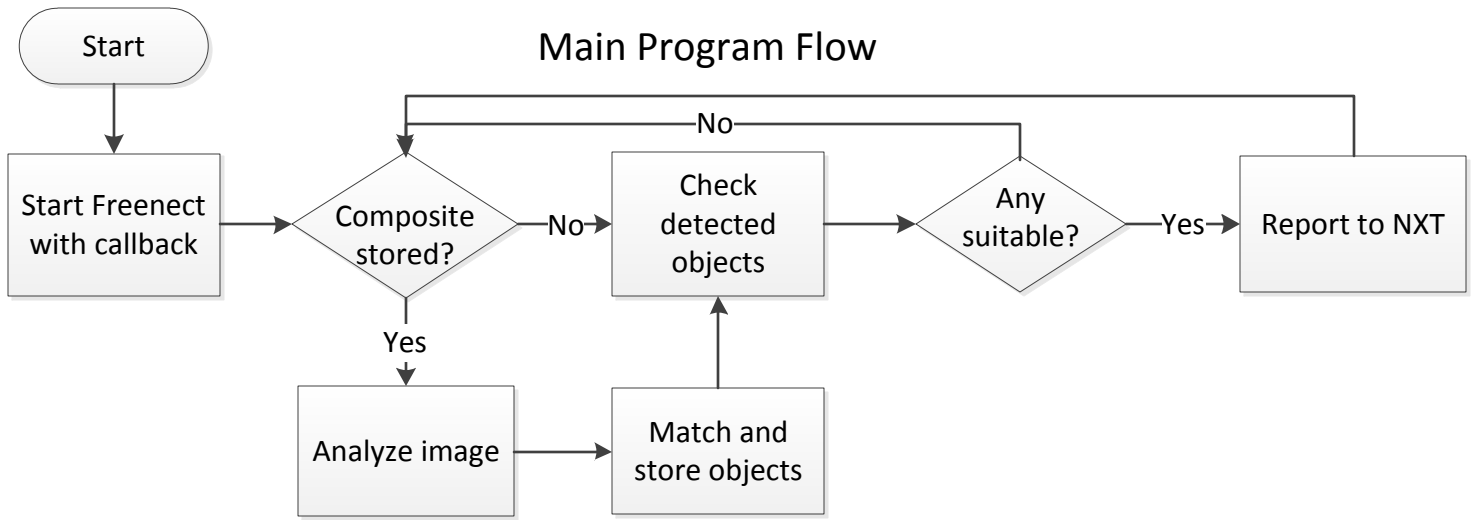 Main Program Flow
Start
Start Freenect
with callback
Composite
stored?
No
Yes
Analyze image
Match and
store objects
Check
detected
objects
Any
suitable?
No
Yes
Report to NXT